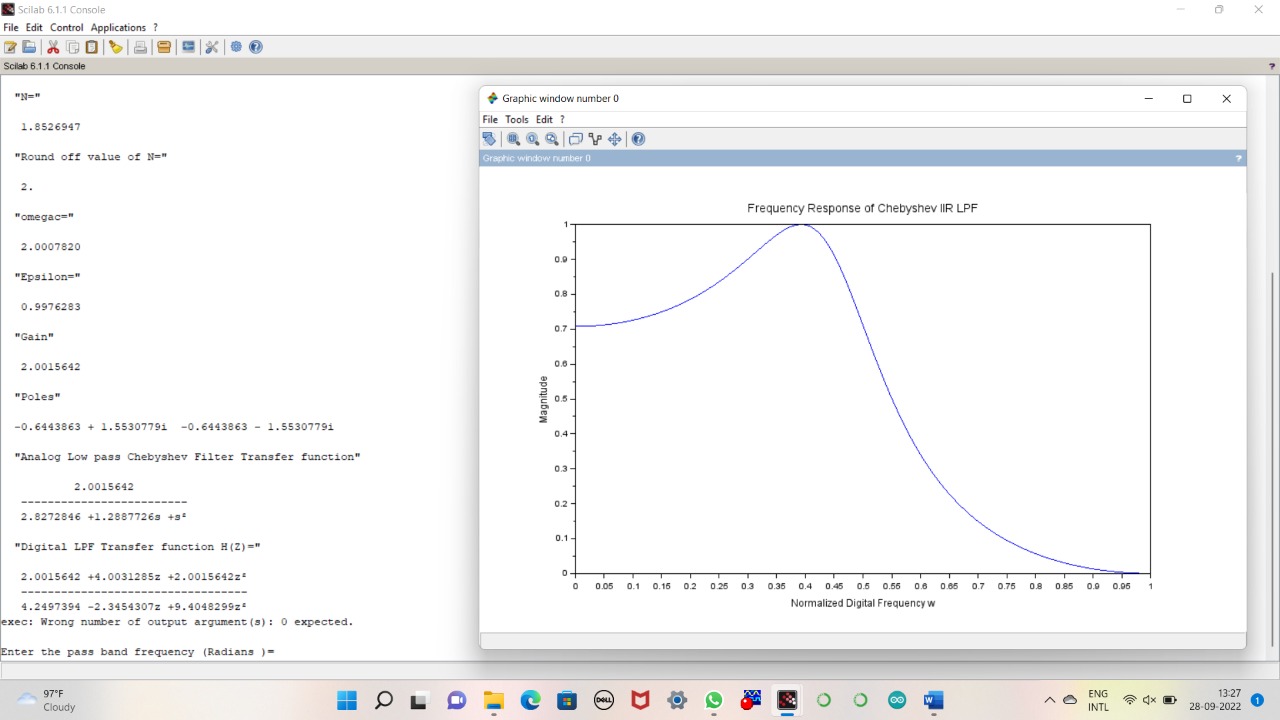 Scilab 6.1.1 Console
File Edit Control Applications ?
Scilab 6.1.1 Console ?
"N="
1.8526947
"Round off value of N="
2.
"omegac="
2.0007820
"Epsilon="
0.9976283
"Gain"
2.0015642
"Poles"
-0.6443863 + 1.5530779i -0.6443863 - 1.5530779i
"Analog Low pass Chebyshev Filter Transfer function"
2.0015642
-------------------------
2.8272846 +1.2887726s +s²
"Digital LPF Transfer function H(Z)="
2.0015642 +4.0031285z +2.0015642z²
----------------------------------
4.2497394 -2.3454307z +9.4048299z²
exec: Wrong number of output argument(s): 0 expected.
Enter the pass band frequency (Radians )=
Graphic window number 0
File Tools Edit ?
Graphic window number 0 ?
Frequency Response of Chebyshev IIR LPF
1
0.9
0.8
0.7
0.6
0.5
0.4
0.3
0.2
0.1
0
Magnitude
0 0.05 0.1 0.15 0.2 0.25 0.3 0.35 0.4 0.45 0.5 0.55 0.6 0.65 0.7 0.75 0.8 0.85 0.9 0.95 1
Normalized Digital Frequency w
97°F
Cloudy
DELL
ENG
INTL
13:27
20-09-2022
1